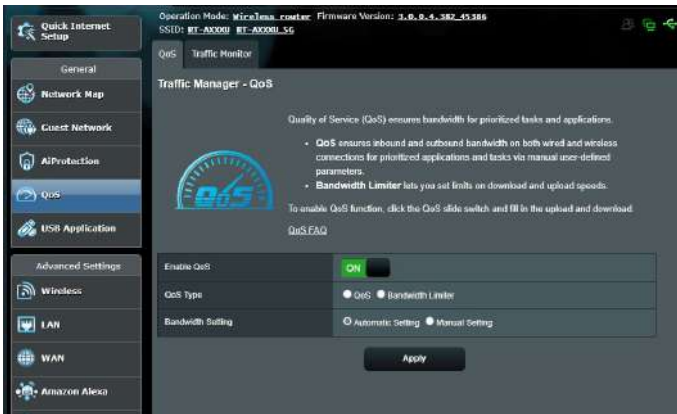 Quick Internet
Setup
Operation Mode: Wireless router Firmware Version: 3.0.0.4.382_45386
SSID: RT-AXXXU RT-AXXXU_5G
QoS Traffic Monitor
General
Network Map
Guest Network
AiProtection
QoS
USB Application
Advanced Settings
Wireless
LAN
WAN
Amazon Alexa
Traffic Manager - QoS
Quality of Service (QoS) ensures bandwidth for prioritized tasks and applications.
• QoS ensures inbound and outbound bandwidth on both wired and wireless
connections for prioritized applications and tasks via manual user-defined
parameters.
• Bandwidth Limiter lets you set limits on download and upload speeds.
To enable QoS function, click the QoS slide switch and fill in the upload and download.
QoS FAQ
QoS
Enable QoS ON
QoS Type QoS Bandwidth Limiter
Bandwidth Setting Automatic Setting Manual Setting
Apply